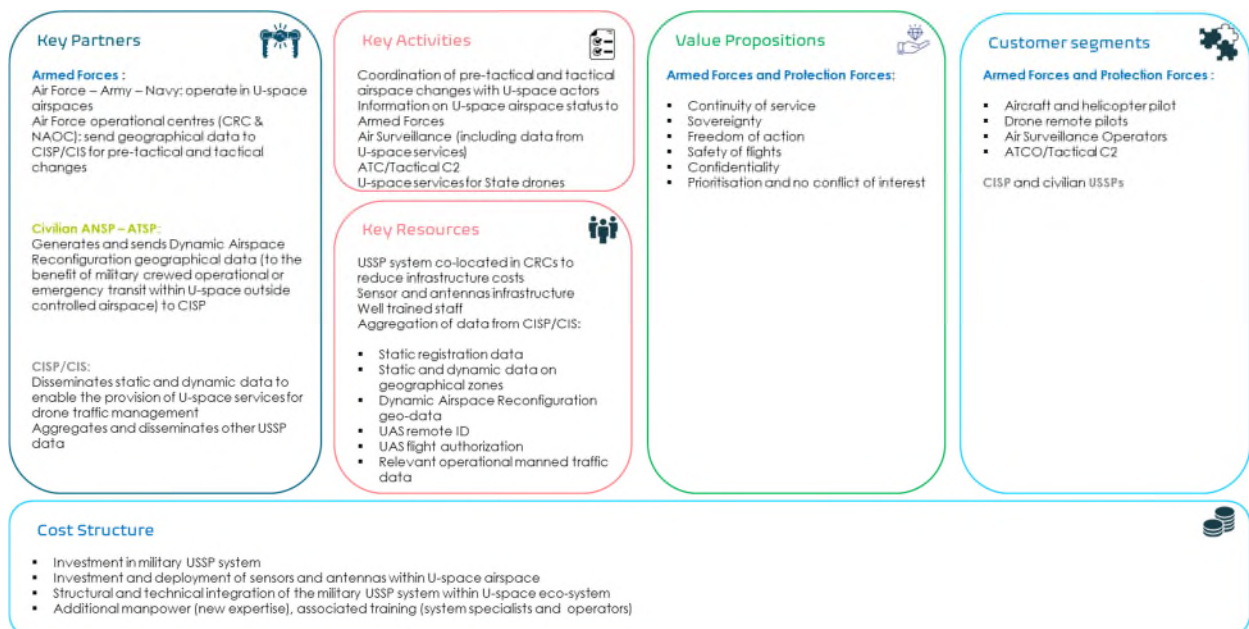 Key Partners
Armed Forces :
Air Force – Army – Navy: operate in U-space
airspaces
Air Force operational centres (CRC &
NAOC): send geographical data to
CISP/CIS for pre-tactical and tactical
changes
Civilian ANSP – ATSP:
Generates and sends Dynamic Airspace
Reconfiguration geographical data (to the
benefit of military crewed operational or
emergency transit within U-space outside
controlled airspace) to CISP
CISP/CIS:
Disseminates static and dynamic data to
enable the provision of U-space services for
drone traffic management
Aggregates and disseminates other USSP
data
Key Activities
Coordination of pre-tactical and tactical
airspace changes with U-space actors
Information on U-space airspace status to
Armed Forces
Air Surveillance (including data from
U-space services)
ATC/Tactical C2
U-space services for State drones
Key Resources
USSP system co-located in CRCs to
reduce infrastructure costs
Sensor and antennas infrastructure
Well trained staff
Aggregation of data from CISP/CIS:
▪ Static registration data
▪ Static and dynamic data on
geographical zones
▪ Dynamic Airspace Reconfiguration
geo-data
▪ UAS remote ID
▪ UAS flight authorization
▪ Relevant operational manned traffic
data
Value Propositions
Armed Forces and Protection Forces:
▪ Continuity of service
▪ Sovereignty
▪ Freedom of action
▪ Safety of flights
▪ Confidentiality
▪ Prioritisation and no conflict of interest
Customer segments
Armed Forces and Protection Forces :
▪ Aircraft and helicopter pilot
▪ Drone remote pilots
▪ Air Surveillance Operators
▪ ATCO/Tactical C2
CISP and civilian USSPs
Cost Structure
▪ Investment in military USSP system
▪ Investment and deployment of sensors and antennas within U-space airspace
▪ Structural and technical integration of the military USSP system within U-space eco-system
▪ Additional manpower (new expertise), associated training (system specialists and operators)